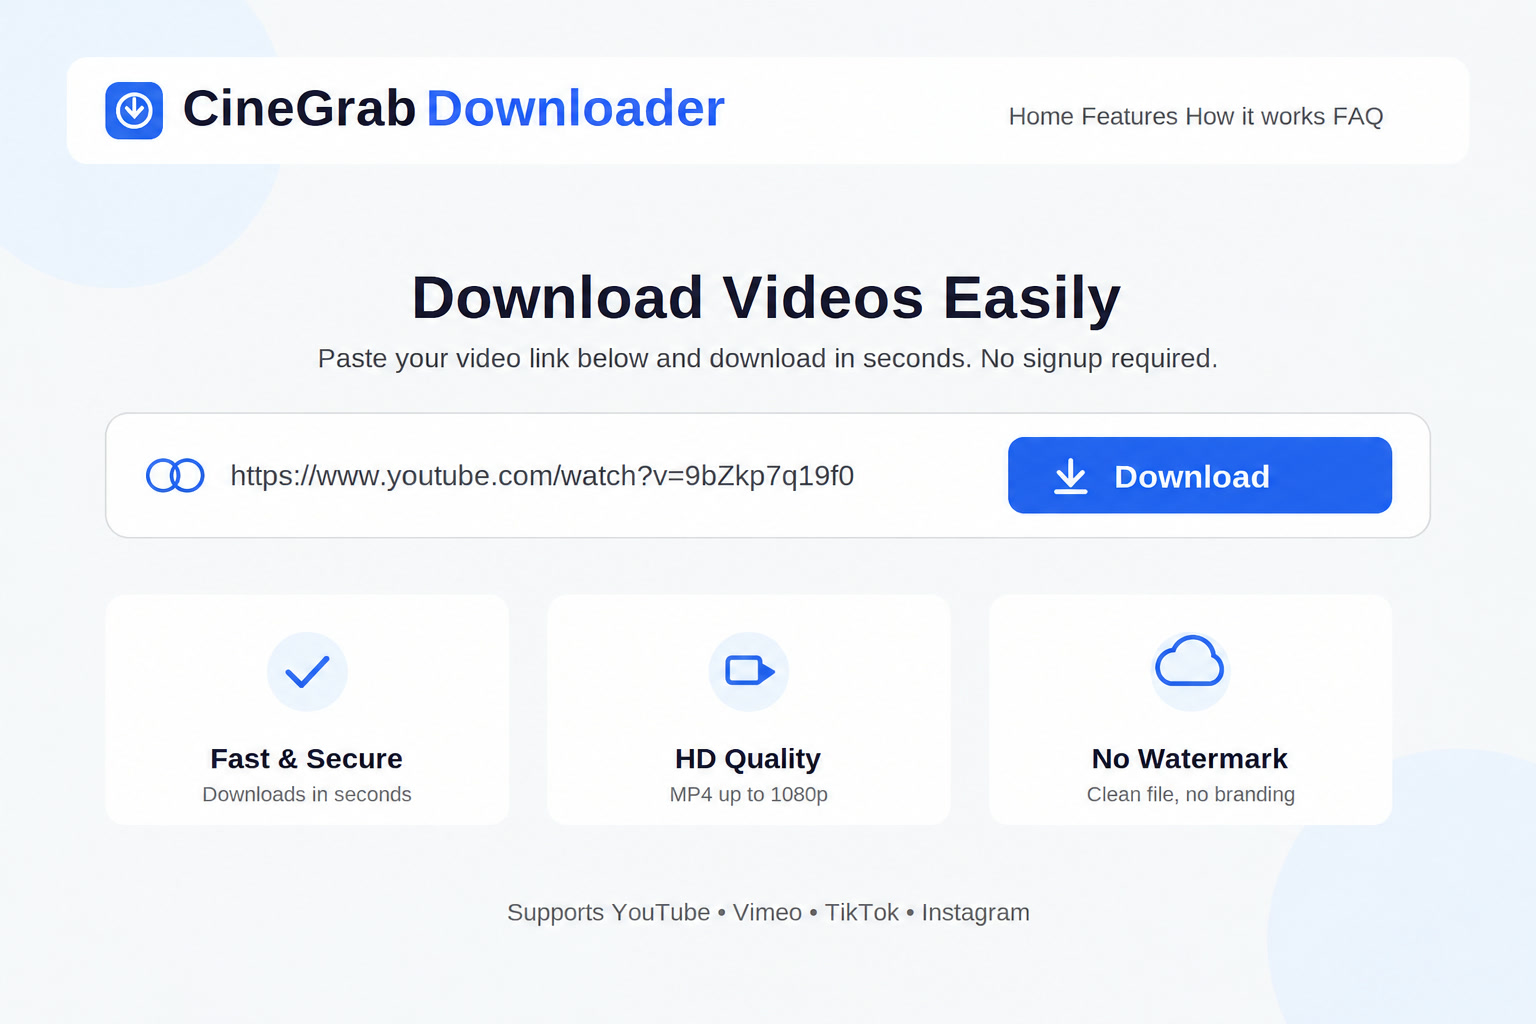 CineGrab Downloader
Home Features How it works FAQ
Download Videos Easily
Paste your video link below and download in seconds. No signup required.
https://www.youtube.com/watch?v=9bZkp7q19f0
Download
Fast & Secure
Downloads in seconds
HD Quality
MP4 up to 1080p
No Watermark
Clean file, no branding
Supports YouTube • Vimeo • TikTok • Instagram